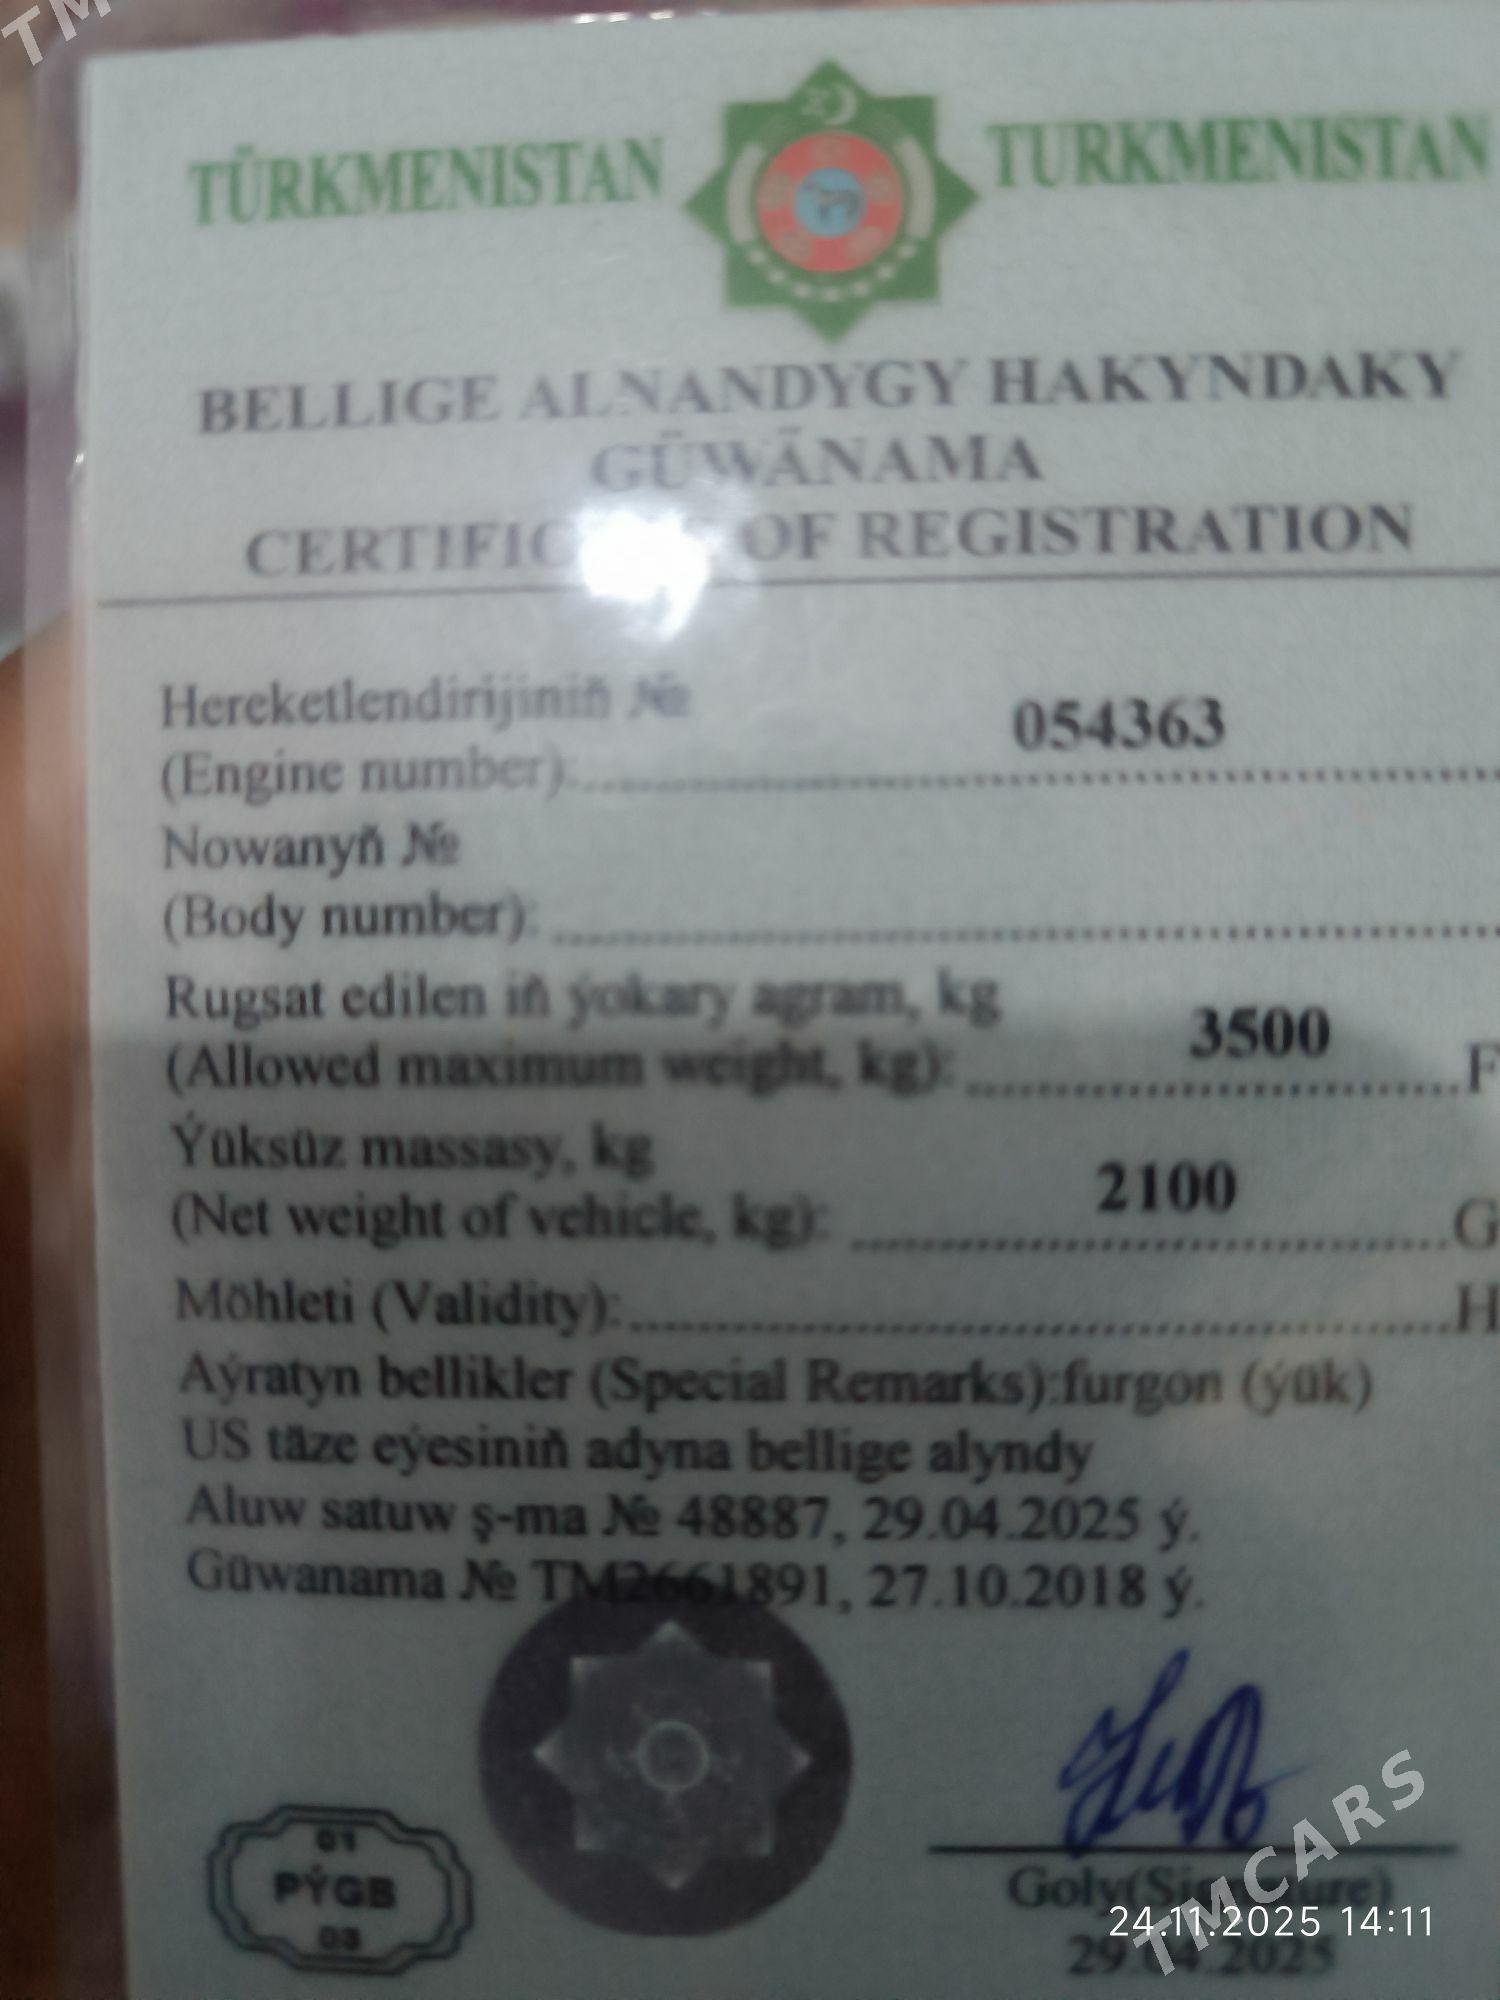 TÜRKMENISTAN TURKMENISTAN
BELLIGE ALNANDYGY HAKYNDAKY
GÜWÄNAMA
OF REGISTRATION
Hereketlendirijiniň №
054363
(Engine number):
Nowanyň №
(Body number):
Rugsat edilen iň ýokary agram, kg
3500
(Allowed maximum weight, kg): F
Ýüksüz massasy, kg
2100
(Net weight of vehicle, kg): G
Möhleti (Validity): H
Aýratyn bellikler (Special Remarks):furgon (ýük)
US täze eýesiniň adyna bellige alyndy
Aluw satuw ş-ma № 48887, 29.04.2025 ý.
Güwanama № TM2661891, 27.10.2018 ý.
01
PÝGB
03
Goly(Signature)
24.11.2025 14:11
29.04.2025
TMCARS